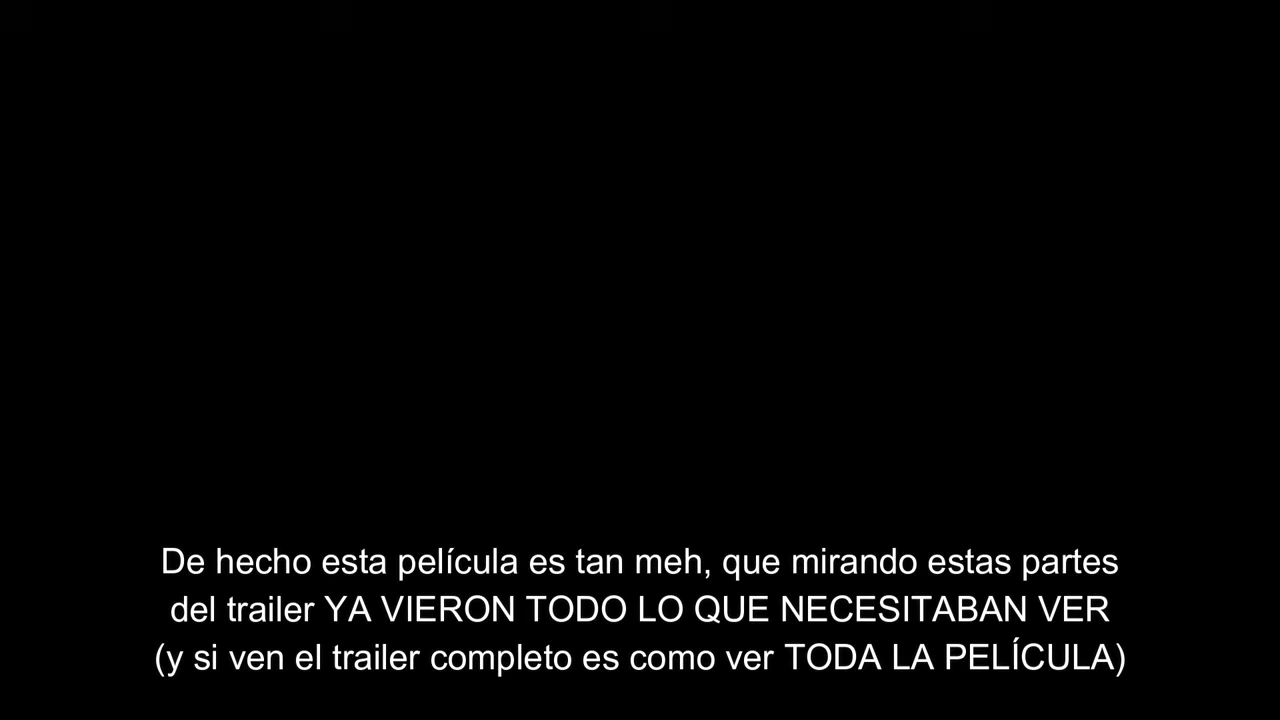 De hecho esta película es tan meh, que mirando estas partes
del trailer YA VIERON TODO LO QUE NECESITABAN VER
(y si ven el trailer completo es como ver TODA LA PELÍCULA)